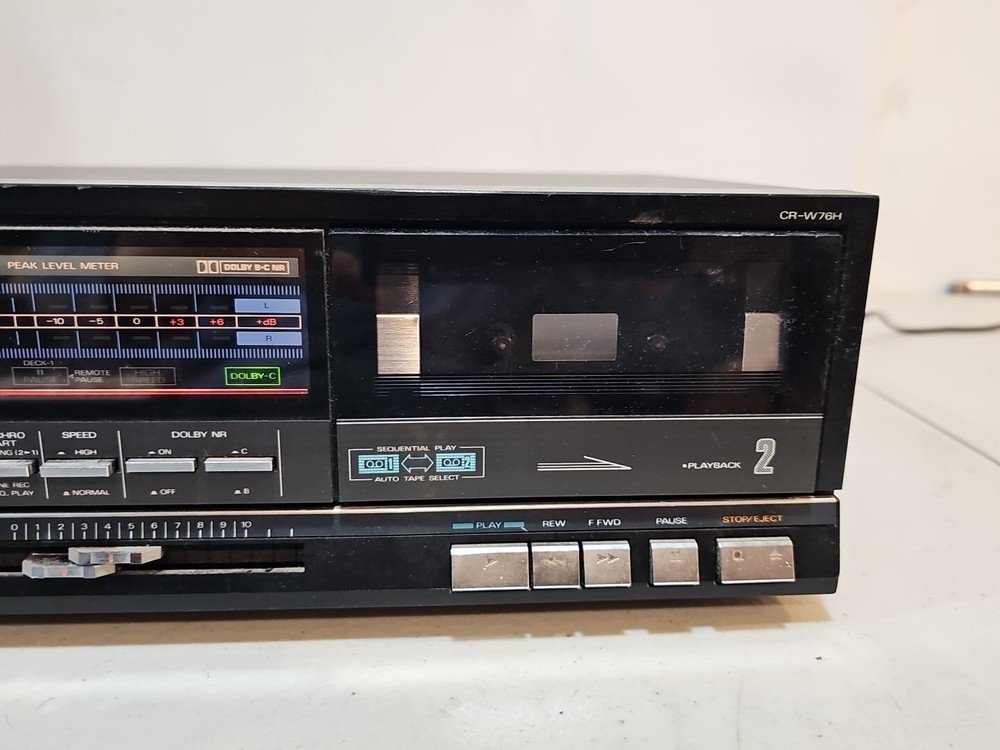 CR-W76H
PEAK LEVEL METER
DOLBY B-C NR
L
-10 -5 0 +3 +6 +dB
R
DECK-1
PAUSE
REMOTE
PAUSE
HIGH
SPEED
DOLBY-C
SPEED
DOLBY NR
HIGH
ON
C
NORMAL
OFF
B
SEQUENTIAL PLAY
1 2
AUTO TAPE SELECT
•PLAYBACK
2
0 1 2 3 4 5 6 7 8 9 10
PLAY
REW
F FWD
PAUSE
STOP/EJECT